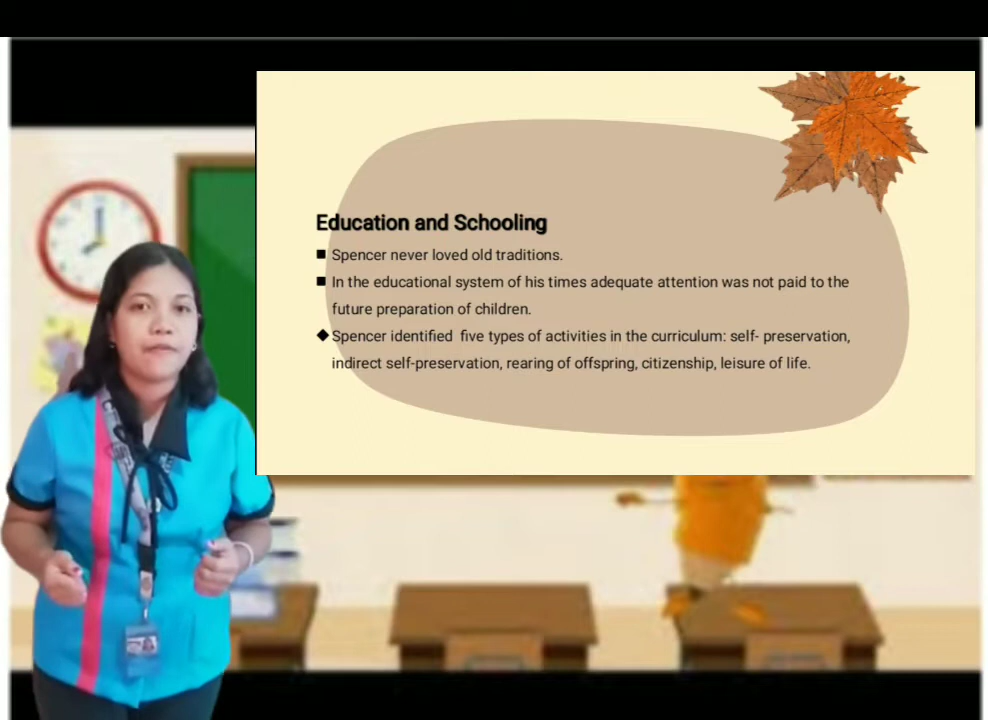 Education and Schooling
Spencer never loved old traditions.
In the educational system of his times adequate attention was not paid to the
future preparation of children.
Spencer identified five types of activities in the curriculum: self- preservation,
indirect self-preservation, rearing of offspring, citizenship, leisure of life.